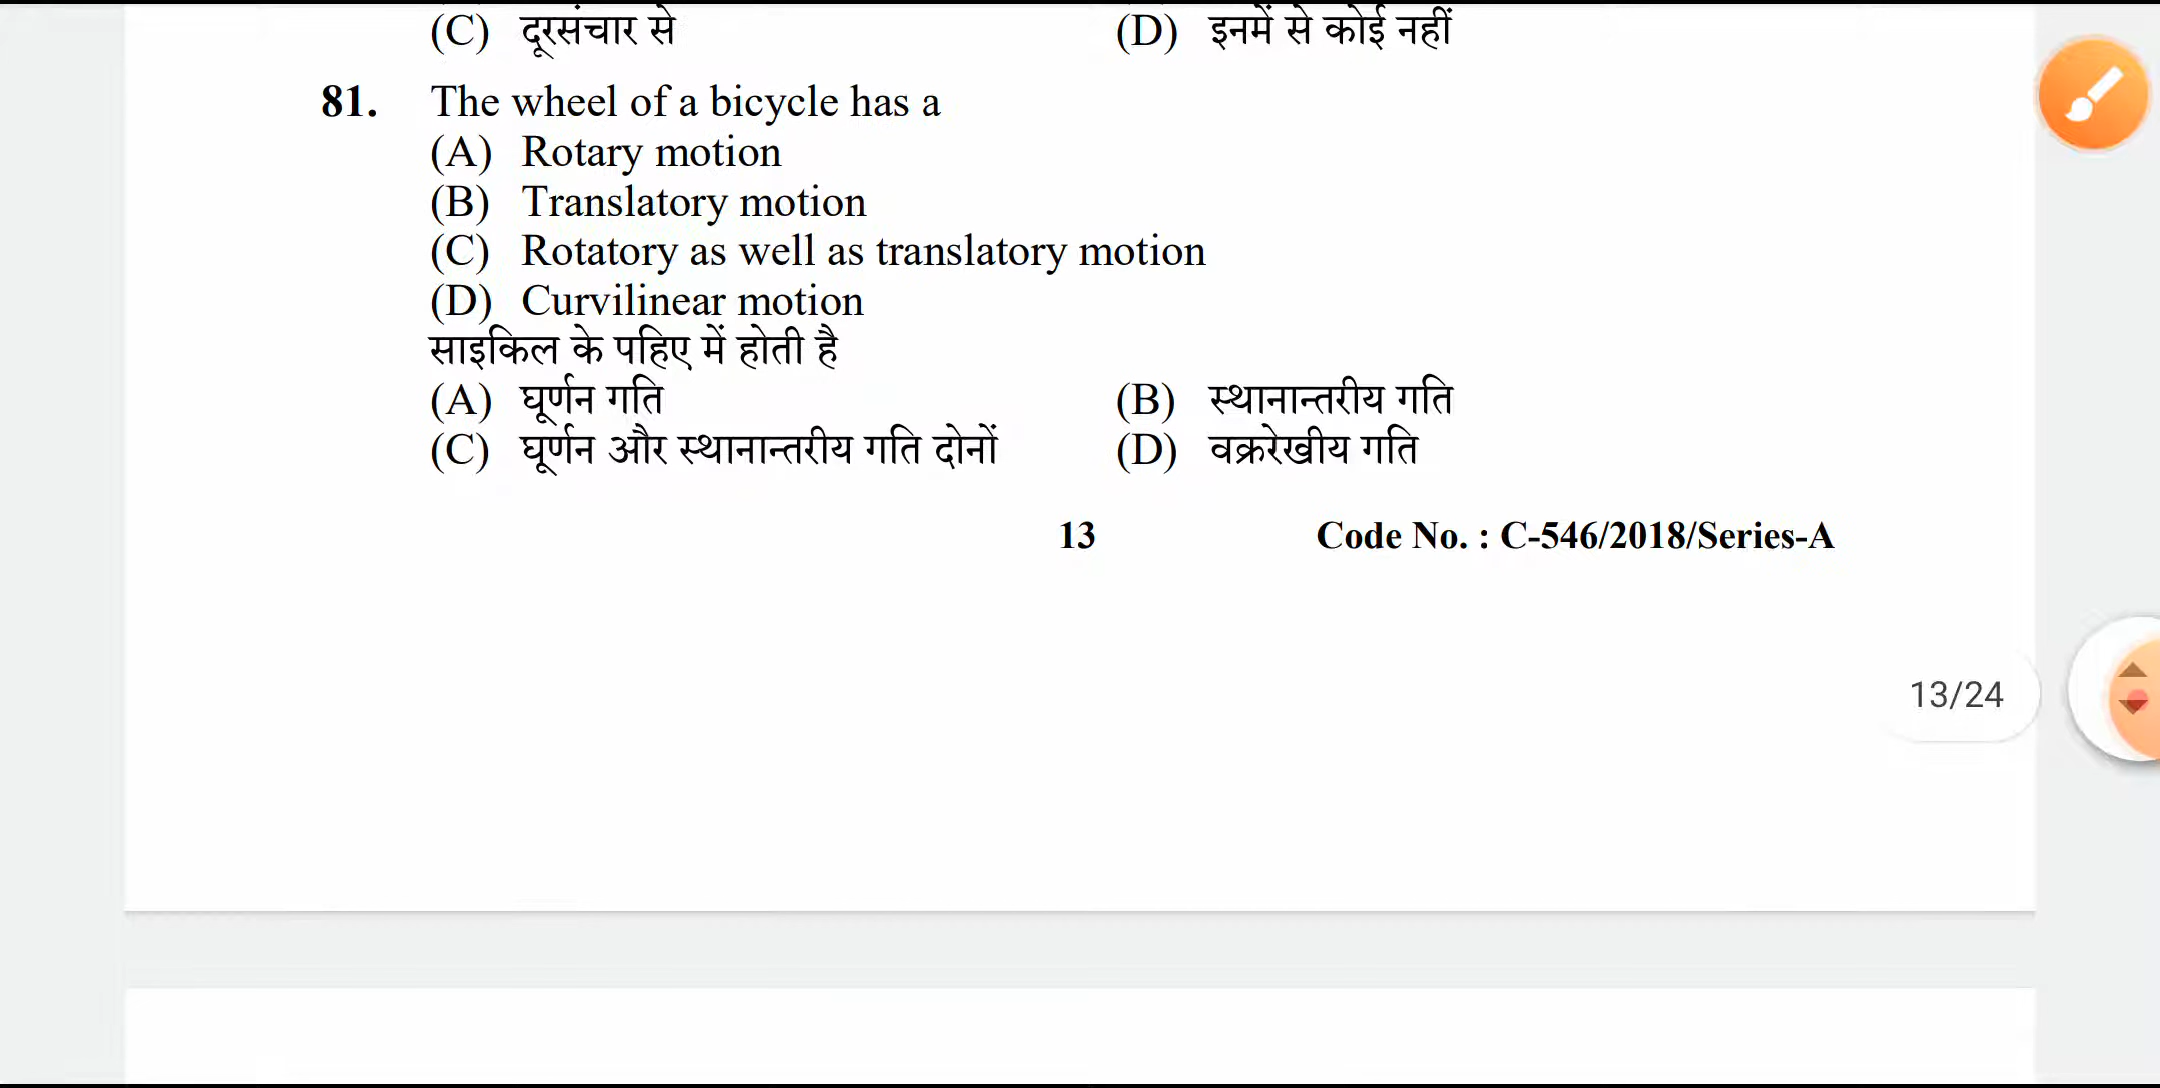 (C) दूरसंचार से (D) इनमें से कोई नहीं
81. The wheel of a bicycle has a
(A) Rotary motion
(B) Translatory motion
(C) Rotatory as well as translatory motion
(D) Curvilinear motion
साइकिल के पहिए में होती है
(A) घूर्णन गति (B) स्थानान्तरीय गति
(C) घूर्णन और स्थानान्तरीय गति दोनों (D) वक्ररेखीय गति
13 Code No. : C-546/2018/Series-A
13/24